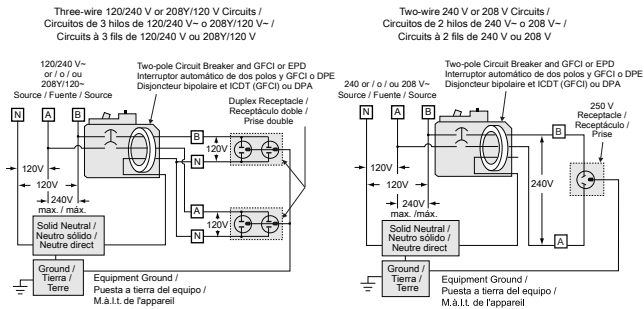 Three-wire 120/240 V or 208Y/120 V Circuits /
Circuitos de 3 hilos de 120/240 V~ o 208Y/120 V~ /
Circuits à 3 fils de 120/240 V ou 208Y/120 V
120/240 V~
or / o / ou
208Y/120~
Source / Fuente / Source
Two-pole Circuit Breaker and GFCI or EPD
Interruptor automático de dos polos y GFCI o DPE
Disjoncteur bipolaire et ICDT (GFCI) ou DPA
Duplex Receptacle /
Receptáculo doble /
Prise double
N
A
B
B
120V
N
120V
120V
240V
max. / máx.
A
120V
N
Solid Neutral /
Neutro sólido /
Neutre direct
Ground /
Tierra /
Terre
Equipment Ground /
Puesta a tierra del equipo /
M.à.l.t. de l'appareil
Two-wire 240 V or 208 V Circuits /
Circuitos de 2 hilos de 240 V~ o 208 V~ /
Circuits à 2 fils de 240 V ou 208 V
Two-pole Circuit Breaker and GFCI or EPD
Interruptor automático de dos polos y GFCI o DPE
Disjoncteur bipolaire et ICDT (GFCI) ou DPA
240 or / o / ou 208 V~
Source / Fuente / Source
250 V
Receptacle /
Receptáculo /
Prise
N
A
B
B
120V
120V
240V
max. / máx.
240V
A
Solid Neutral /
Neutro sólido /
Neutre direct
Ground /
Tierra /
Terre
Equipment Ground /
Puesta a tierra del equipo /
M.à.l.t. de l'appareil